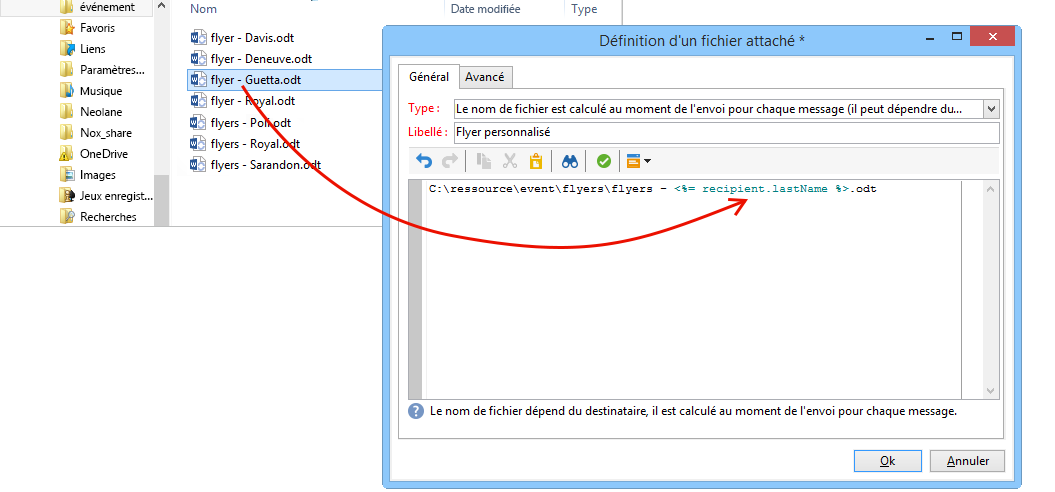 événement
Favoris
Liens
Paramètres...
Musique
Neolane
Nox_share
OneDrive
Images
Jeux enregist...
Recherches
Nom Date modifiée Type
flyer - Davis.odt
flyer - Deneuve.odt
flyer - Guetta.odt
flyer - Royal.odt
flyers - Poli.odt
flyers - Royal.odt
flyers - Sarandon.odt
Définition d'un fichier attaché *
Général Avancé
Type : Le nom de fichier est calculé au moment de l'envoi pour chaque message (il peut dépendre du...
Libellé : Flyer personnalisé
C:\ressource\event\flyers\flyers - <%= recipient.lastName %>.odt
Le nom de fichier dépend du destinataire, il est calculé au moment de l'envoi pour chaque message.
Ok Annuler